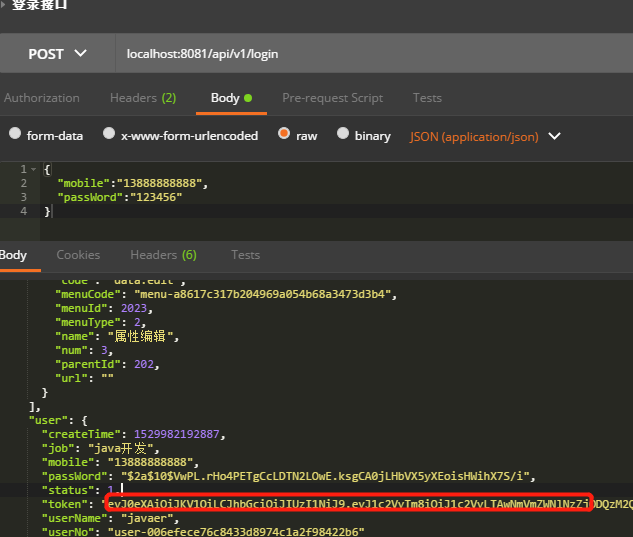 登录接口
POST
localhost:8081/api/v1/login
Authorization Headers (2) Body Pre-request Script Tests
form-data x-www-form-urlencoded raw binary JSON (application/json)
1 {
2 "mobile":"13888888888",
3 "passWord":"123456"
4 }
Body Cookies Headers (6) Tests
"code": "data.edit",
"menuCode": "menu-a8617c317b204969a054b68a3473d3b4",
"menuId": 2023,
"menuType": 2,
"name": "属性编辑",
"num": 3,
"parentId": 202,
"url": ""
}
],
"user": {
"createTime": 1529982192887,
"job": "java开发",
"mobile": "13888888888",
"passWord": "$2a$10$VwPL.rHo4PETgCcLDTN2LOwE.ksgCA0jLHbVX5yXEoisHWihX7S/i",
"status": 1,
"token": "eyJ0eXAiOiJKV1QiLCJhbGciOiJIUzI1NiJ9.eyJ1c2VyTm8iOiJ1c2VyLTAwNmVmZWNlNzZjODQzM2Q
"userName": "javaer",
"userNo": "user-006efece76c8433d8974c1a2f98422b6"